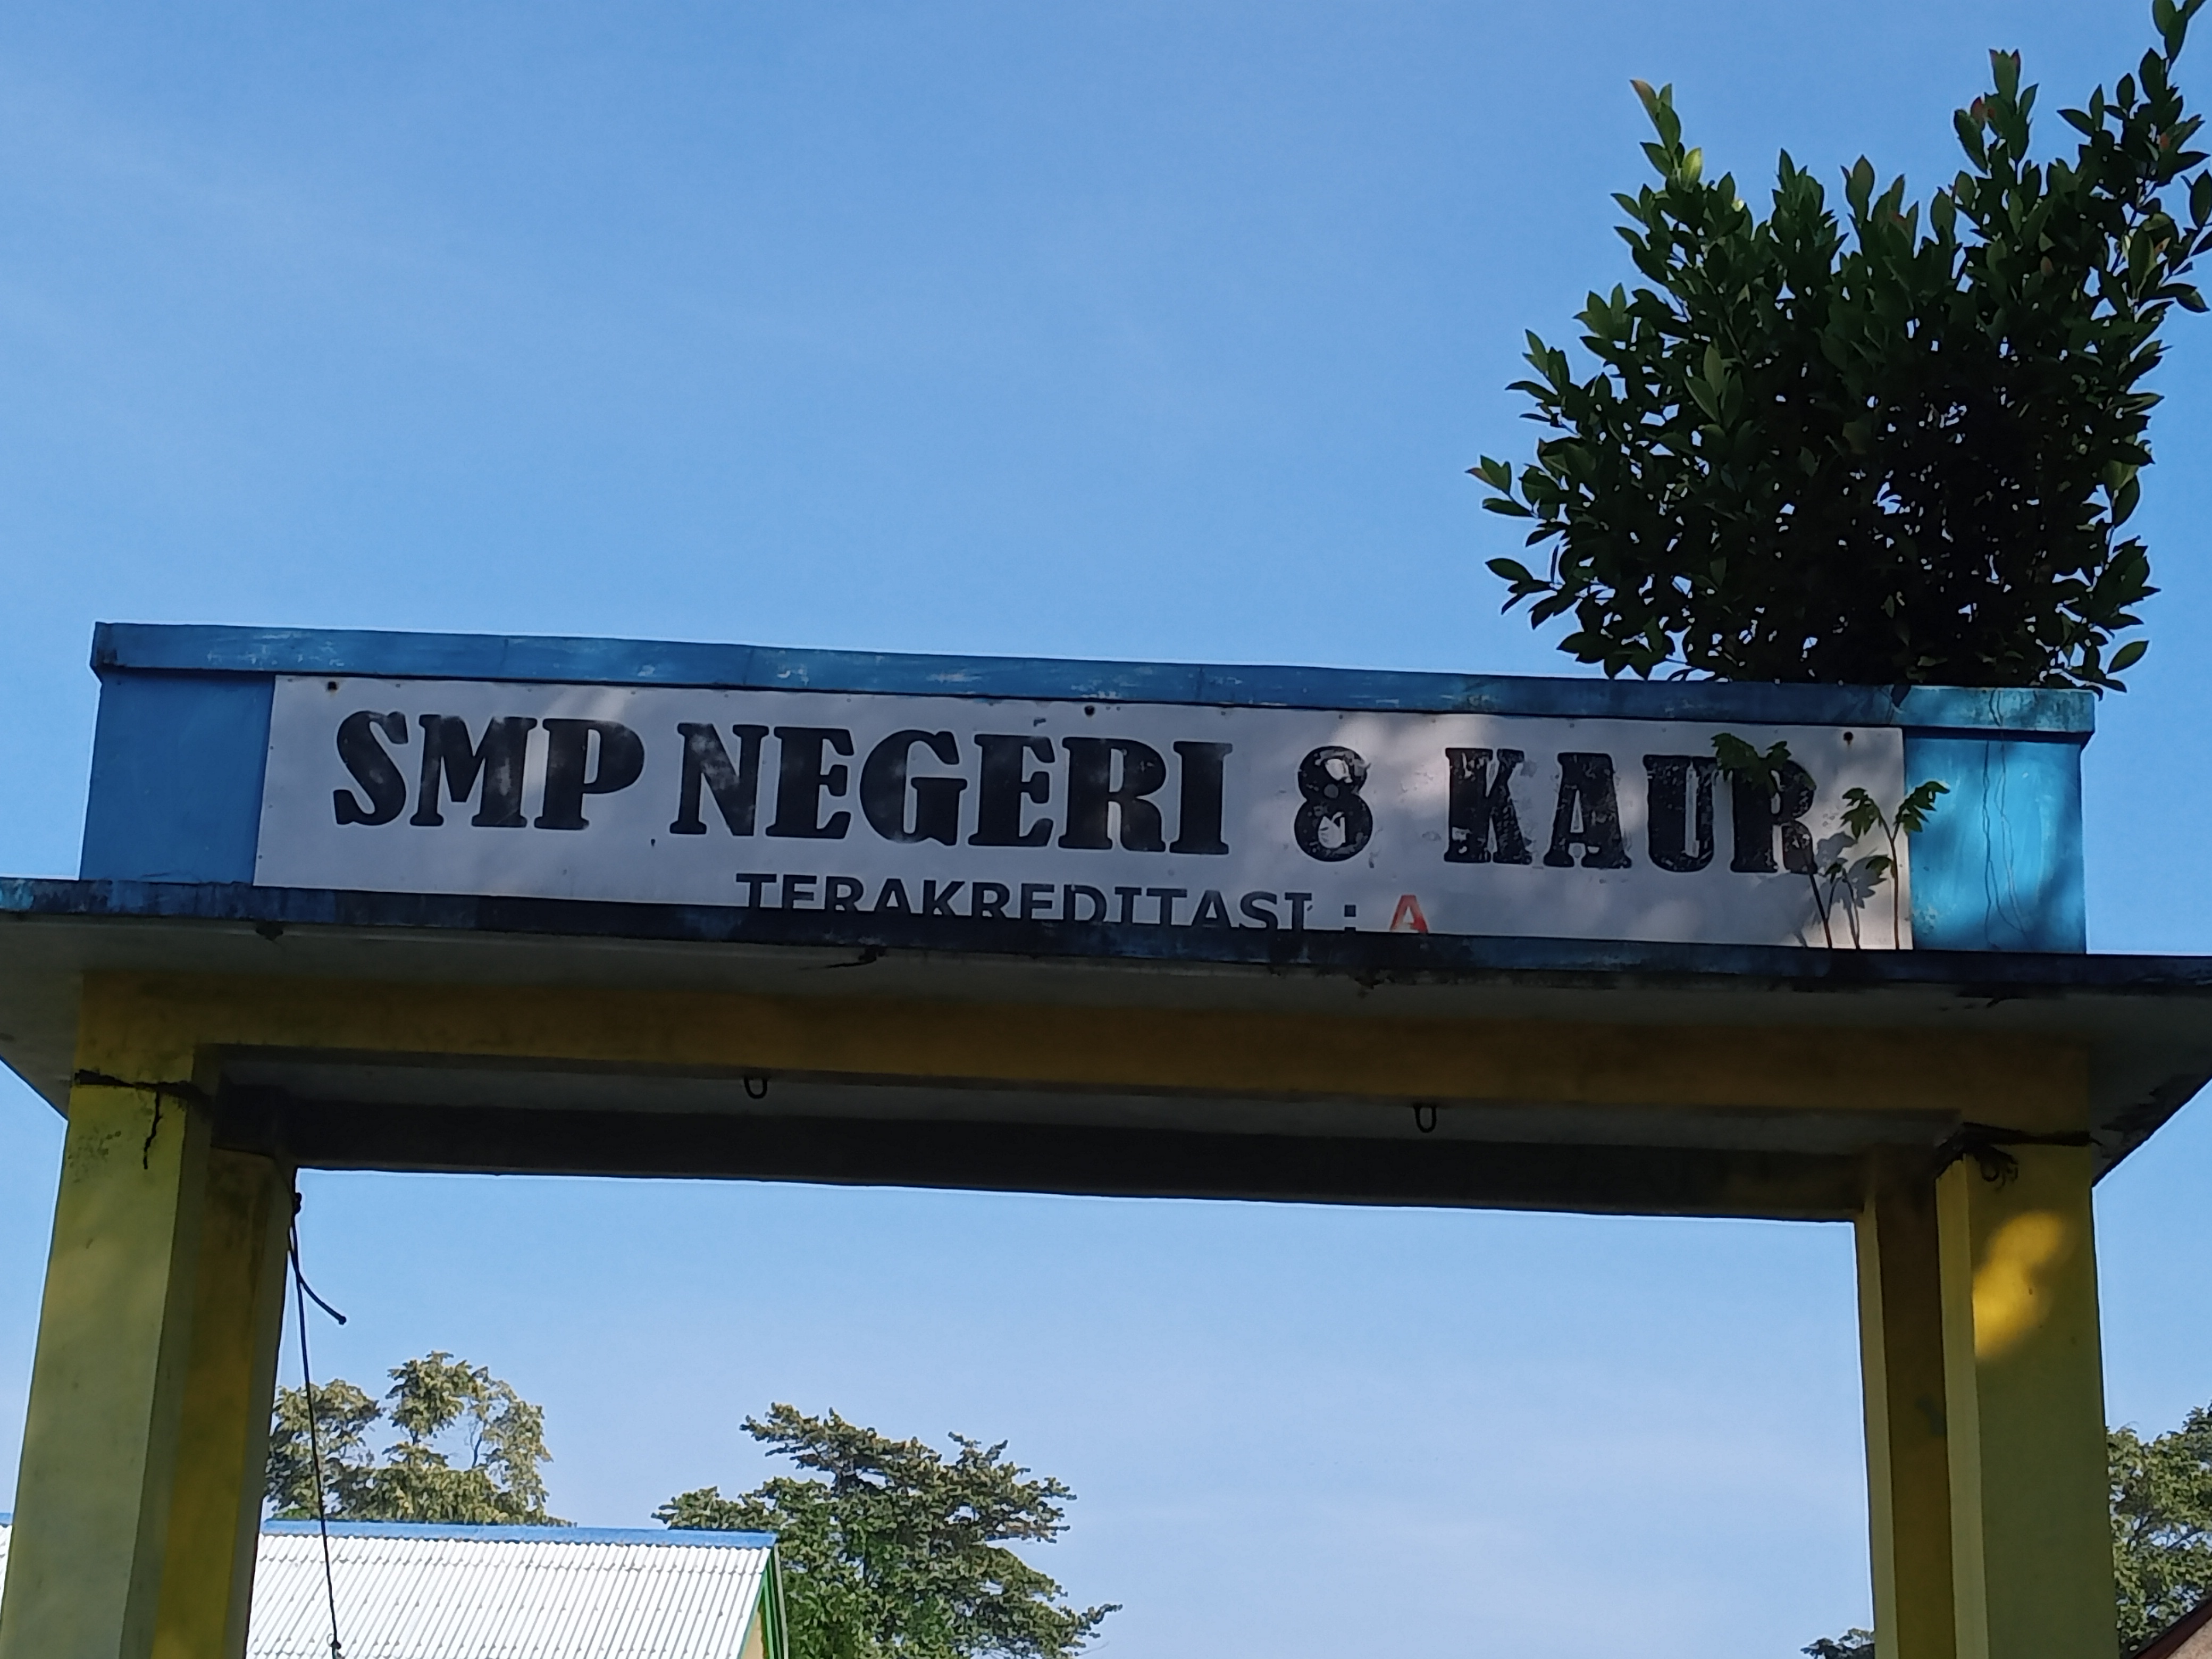 SMP NEGERI 8 KAUR
TERAKREDITASI : A